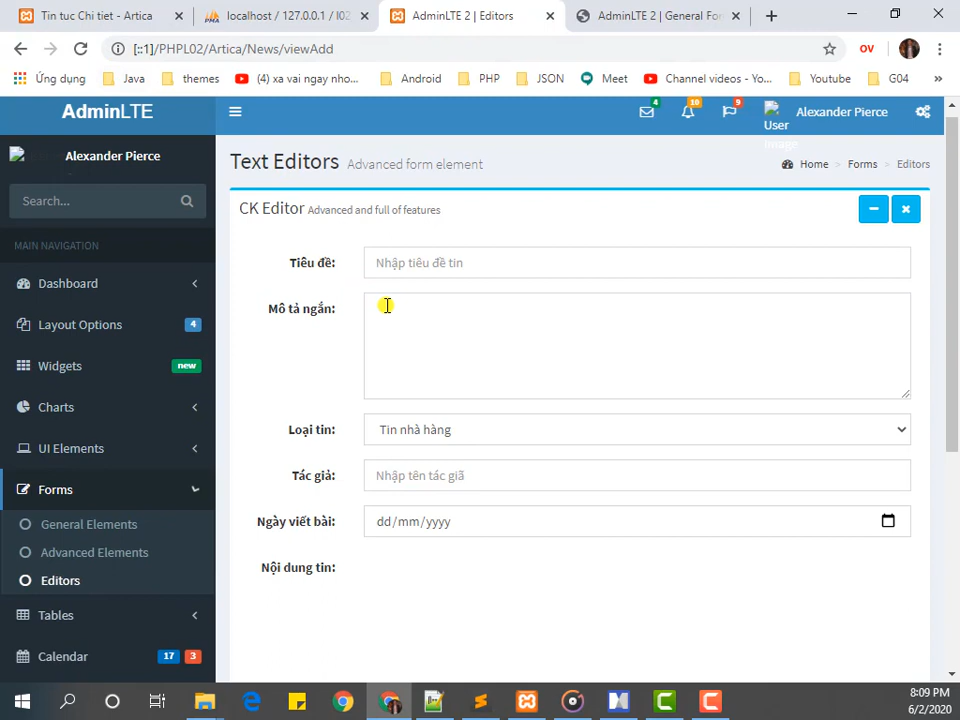 Tin tuc Chi tiet - Artica
localhost / 127.0.0.1 / l02
AdminLTE 2 | Editors
AdminLTE 2 | General For
[::1]/PHPL02/Artica/News/viewAdd
OV
Ứng dụng
Java
themes
(4) xa vai ngay nho...
Android
PHP
JSON
Meet
Channel videos - Yo...
Youtube
G04
»
AdminLTE
4
10
9
User Image
Alexander Pierce
Alexander Pierce
Text Editors Advanced form element
Home > Forms > Editors
Search...
CK Editor Advanced and full of features
MAIN NAVIGATION
Tiêu đề:
Nhập tiêu đề tin
Dashboard
Mô tả ngắn:
Layout Options
4
Widgets
new
Charts
Loại tin:
Tin nhà hàng
UI Elements
Tác giả:
Nhập tên tác giã
Forms
Ngày viết bài:
dd/mm/yyyy
General Elements
Advanced Elements
Nội dung tin:
Editors
Tables
Calendar
17
3
8:09 PM
6/2/2020